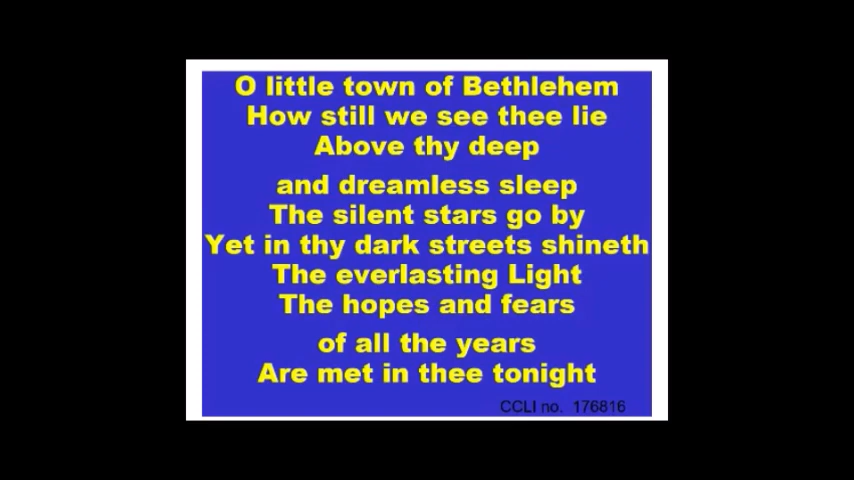 O little town of Bethlehem
How still we see thee lie
Above thy deep
and dreamless sleep
The silent stars go by
Yet in thy dark streets shineth
The everlasting Light
The hopes and fears
of all the years
Are met in thee tonight
CCLI no. 176816